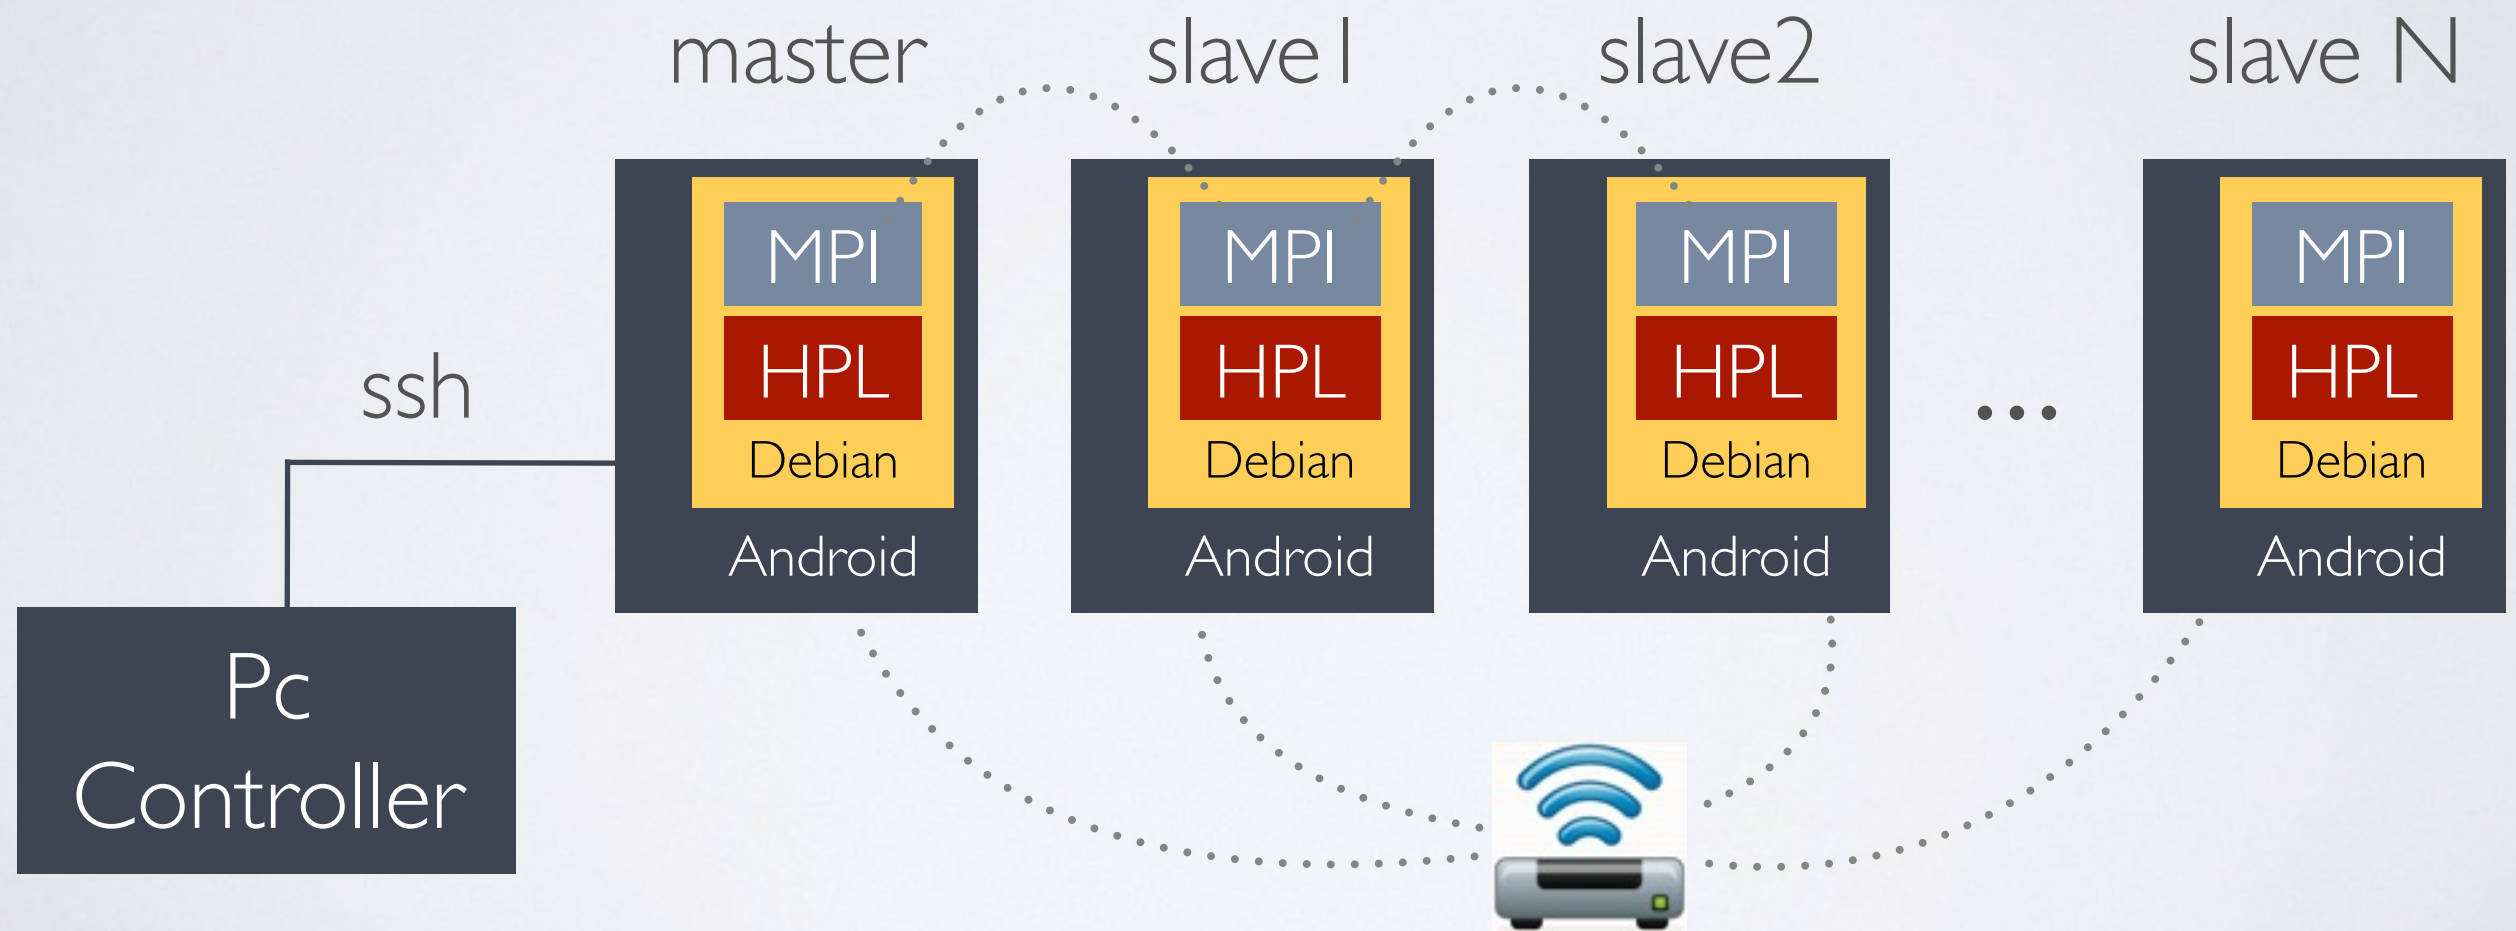 master slave1 slave2 slave N
MPI MPI MPI MPI
HPL HPL HPL HPL
ssh
...
Debian Debian Debian Debian
Android Android Android Android
Pc
Controller